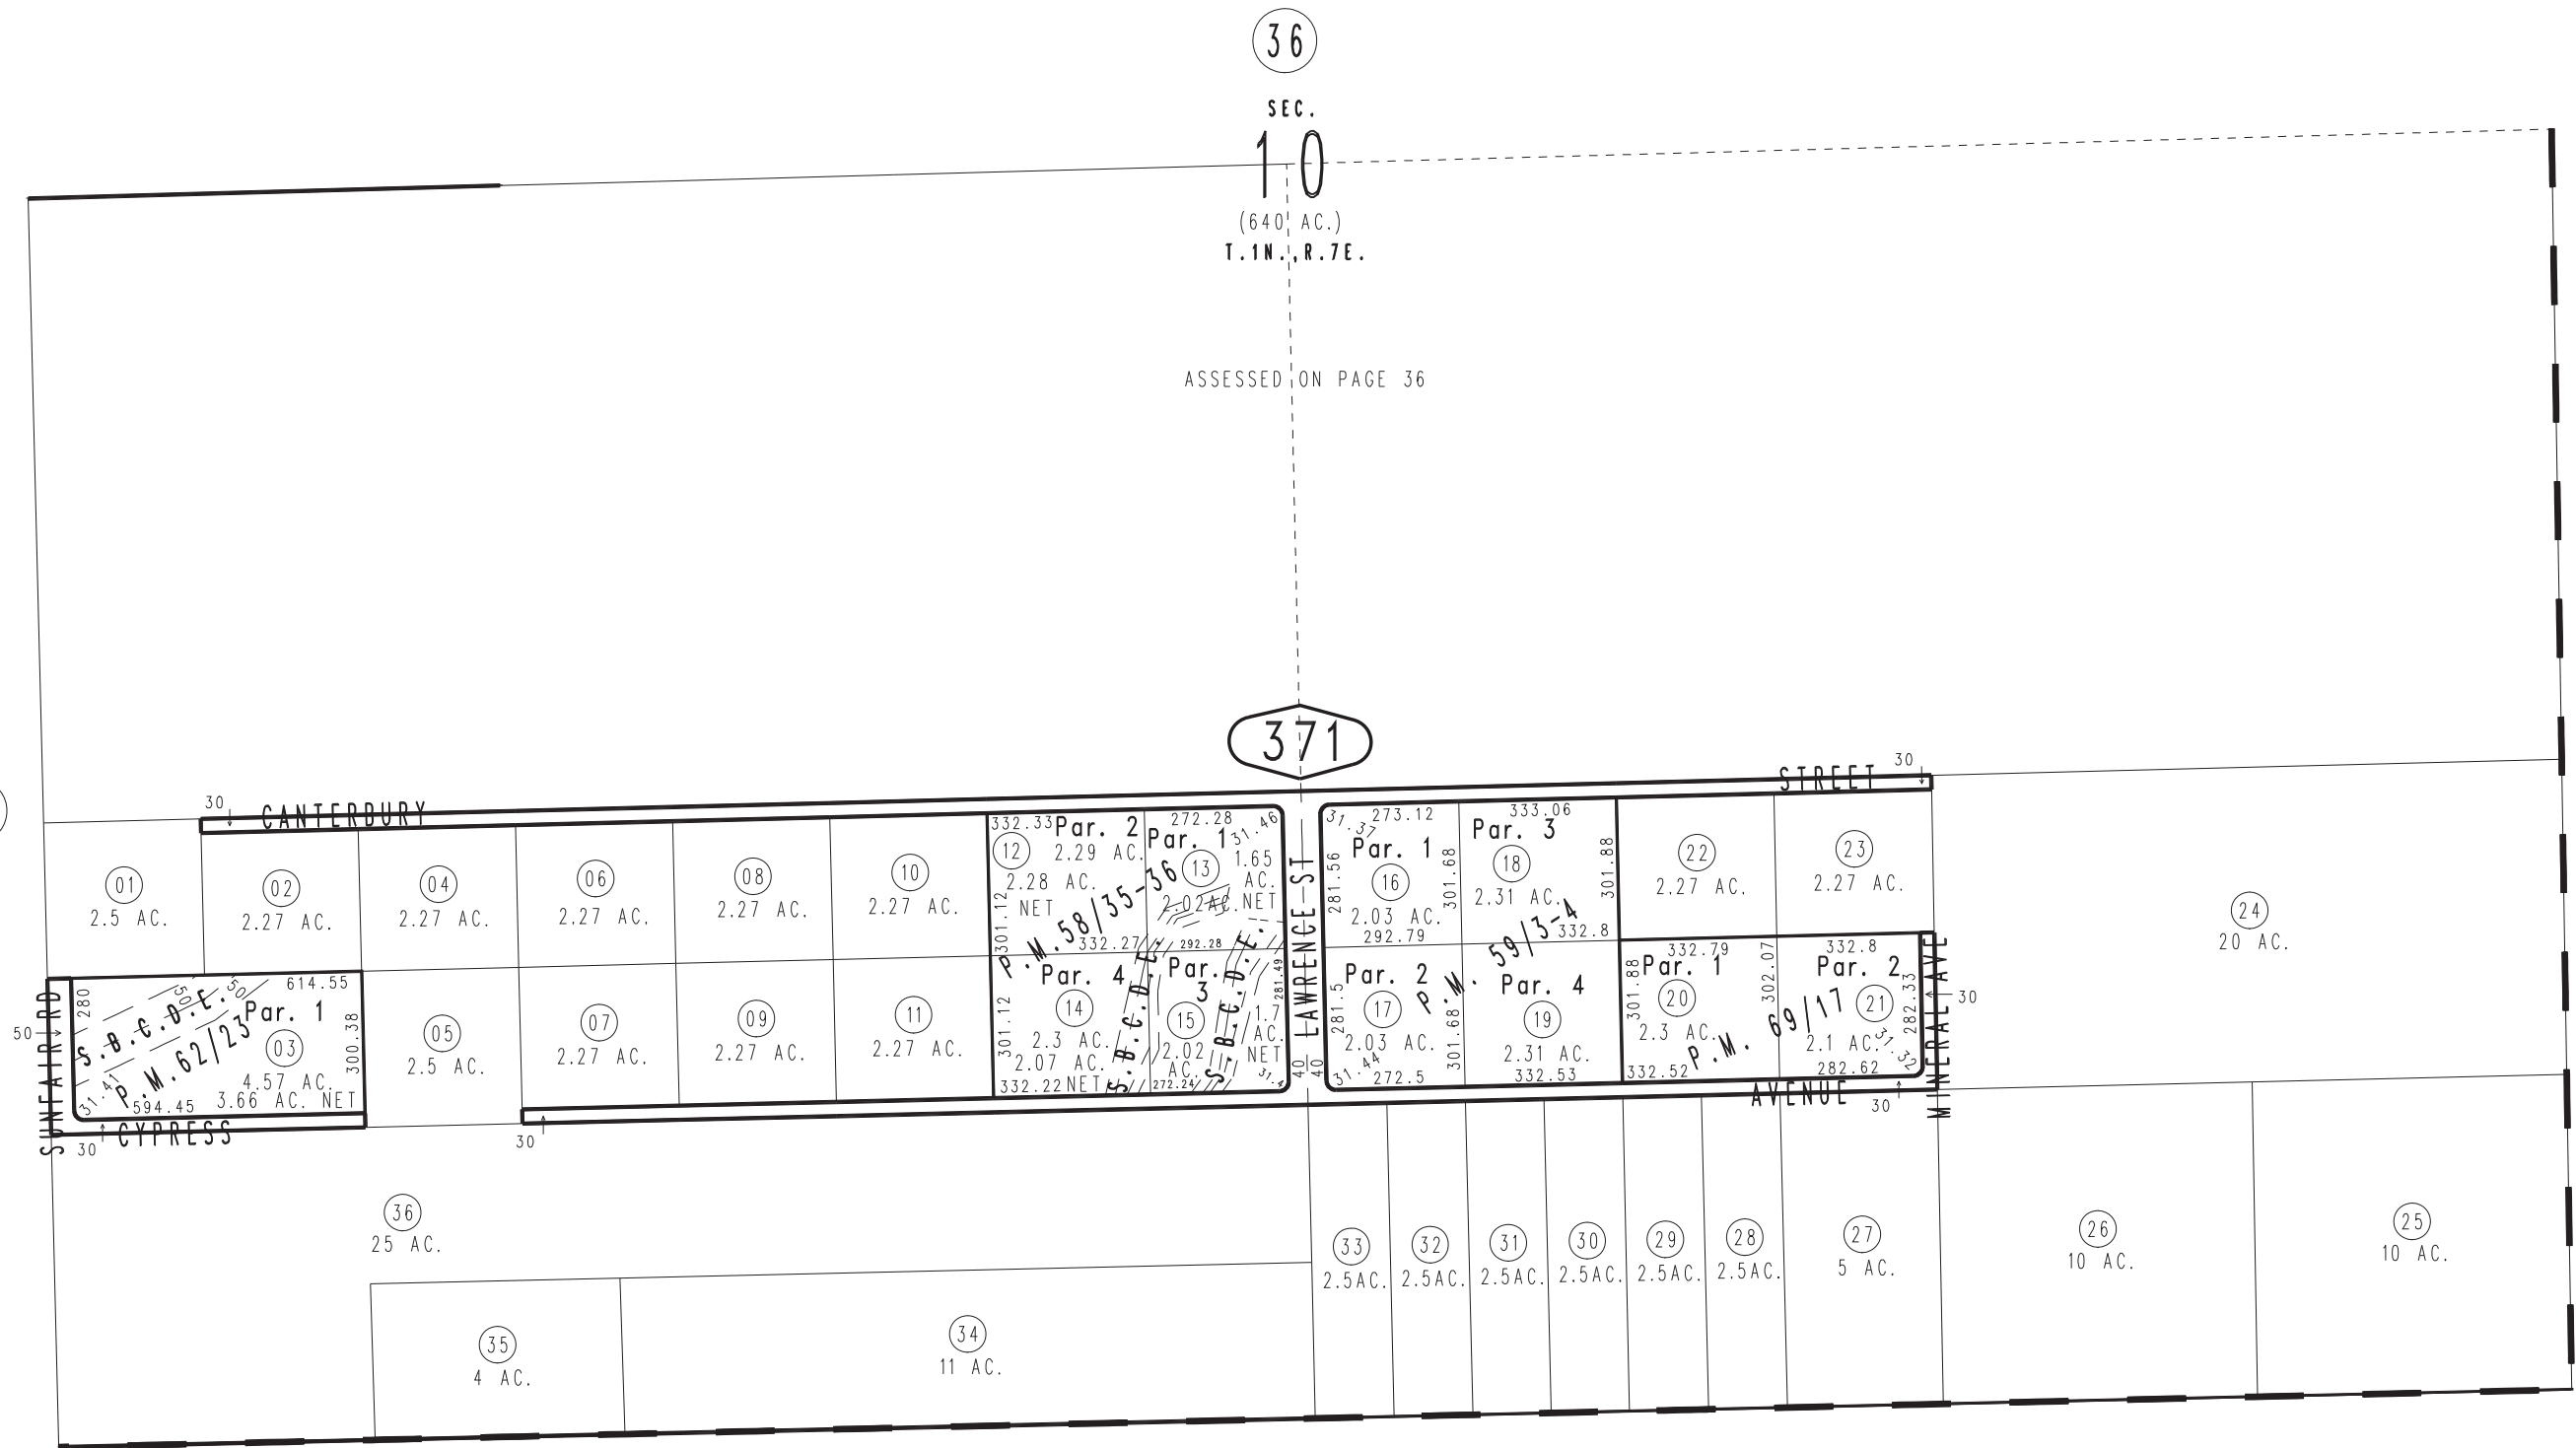 36
SEC.
10
(640 AC.)
T.1N.,R.7E.
ASSESSED ON PAGE 36
371
30
CANTERBURY
STREET
30
01
2.5 AC.
02
2.27 AC.
04
2.27 AC.
06
2.27 AC.
08
2.27 AC.
10
2.27 AC.
332.33
Par. 2
12
2.29 AC.
2.28 AC.
NET
301.12
332.27
272.28
31.46
Par. 1
13
1.65
AC.
NET
2.02AC.
292.28
P.M.58/35-36
LAWRENCE ST
31.37
273.12
Par. 1
16
281.56
301.68
2.03 AC.
292.79
333.06
Par. 3
18
2.31 AC.
301.88
332.8
P.M. 59/3-4
22
2.27 AC.
23
2.27 AC.
24
20 AC.
SUNFAIR RD
50
280
S.B.C.D.E.
50
50
614.55
Par. 1
P.M.62/23
03
4.57 AC.
3.66 AC. NET
300.38
31.41
594.45
30
CYPRESS
05
2.5 AC.
07
2.27 AC.
09
2.27 AC.
11
2.27 AC.
Par. 4
14
301.12
2.3 AC.
2.07 AC.
332.22 NET
S.B.C.D.E.
Par.
3
15
2.02
AC.
272.24
S.B.C.D.E.
281.49
1.7
AC.
NET
31.4
40
40
Par. 2
17
281.5
2.03 AC.
301.68
31.44
272.5
Par. 4
19
2.31 AC.
332.53
332.79
Par. 1
20
301.88
302.07
2.3 AC.
332.52
P.M. 69/17
332.8
Par. 2
21
282.33
2.1 AC.
31.32
282.62
MINERAL AVE
30
AVENUE
30
30
36
25 AC.
35
4 AC.
34
11 AC.
33
2.5AC.
32
2.5AC.
31
2.5AC.
30
2.5AC.
29
2.5AC.
28
2.5AC.
27
5 AC.
26
10 AC.
25
10 AC.